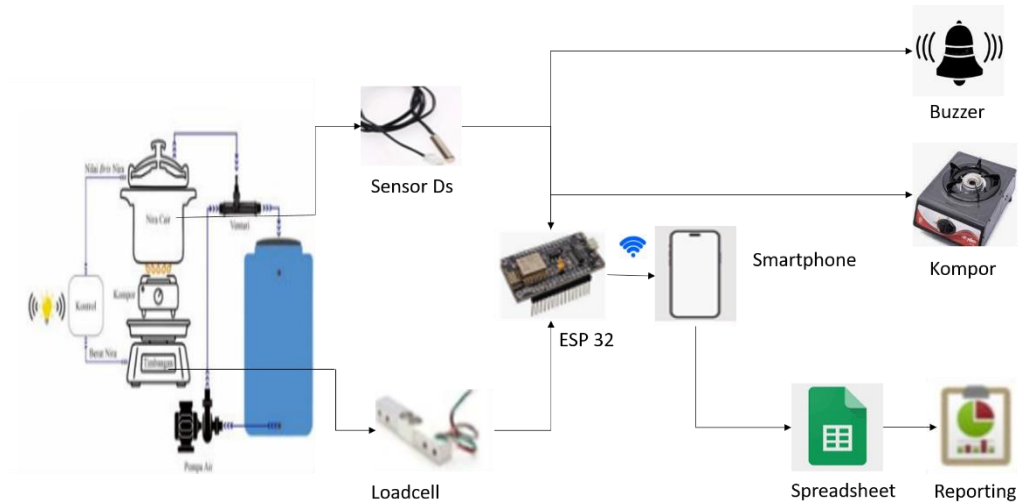 Nilai Brix Nira
Nira Cair
Venturi
Kontrol
Kompor
Berat Nira
Timbangan
Pompa Air
Sensor Ds
Loadcell
ESP 32
Smartphone
Buzzer
Kompor
Spreadsheet
Reporting